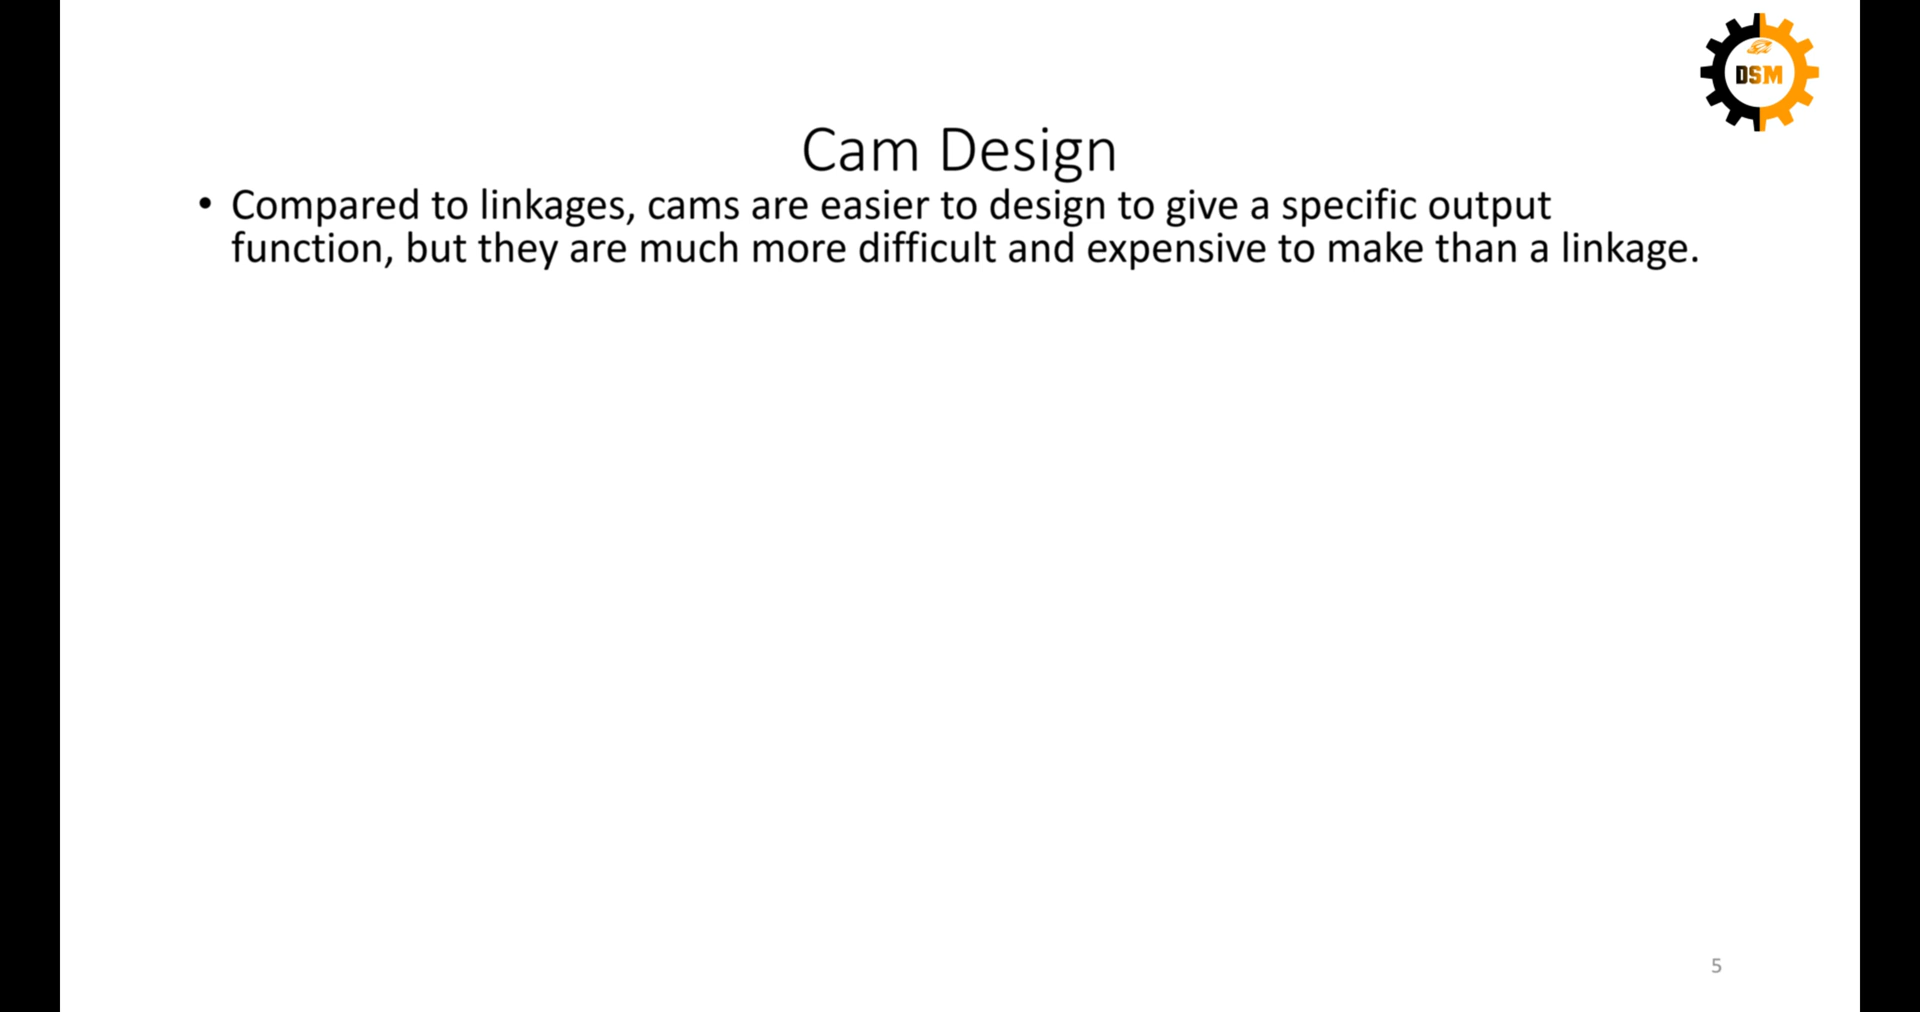 DSM
Cam Design
• Compared to linkages, cams are easier to design to give a specific output
function, but they are much more difficult and expensive to make than a linkage.
5